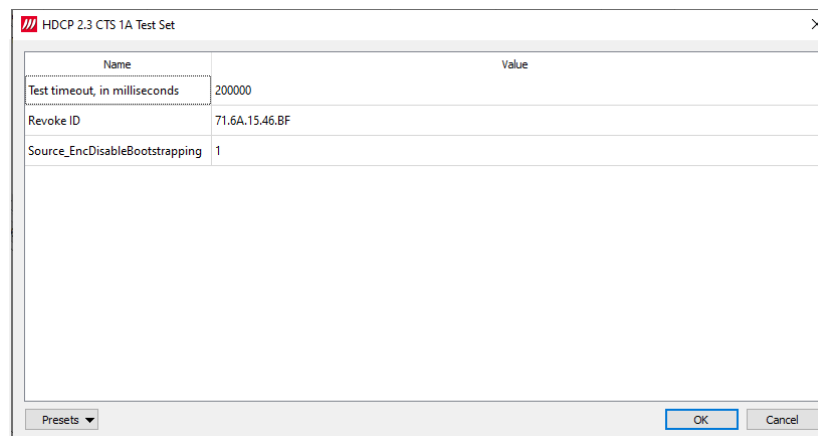 HDCP 2.3 CTS 1A Test Set
Name Value
Test timeout, in milliseconds 200000
Revoke ID 71.6A.15.46.BF
Source_EncDisableBootstrapping 1
Presets OK Cancel